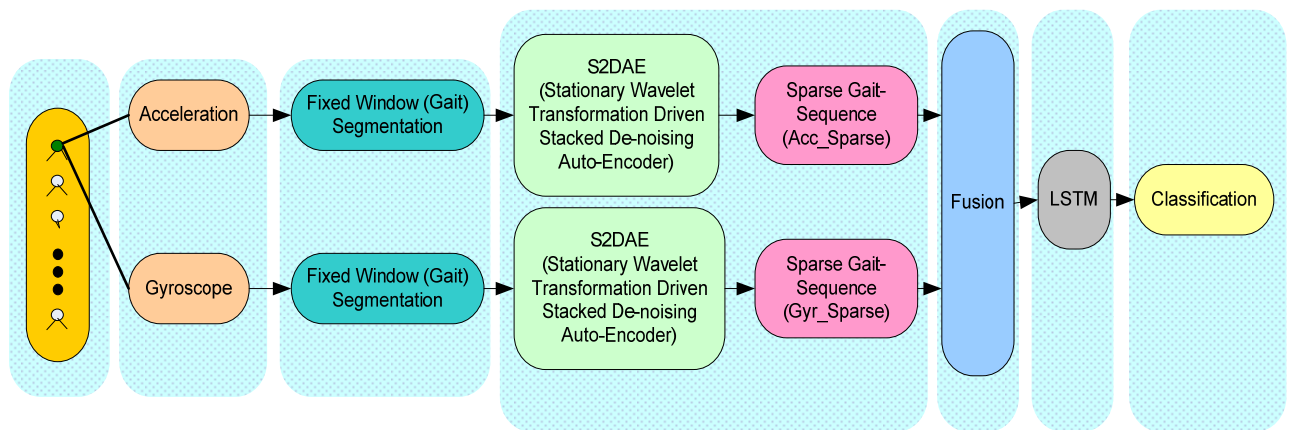 Acceleration
Fixed Window (Gait)
Segmentation
S2DAE
(Stationary Wavelet
Transformation Driven
Stacked De-noising
Auto-Encoder)
Sparse Gait-
Sequence
(Acc_Sparse)
Gyroscope
Fixed Window (Gait)
Segmentation
S2DAE
(Stationary Wavelet
Transformation Driven
Stacked De-noising
Auto-Encoder)
Sparse Gait-
Sequence
(Gyr_Sparse)
Fusion
LSTM
Classification